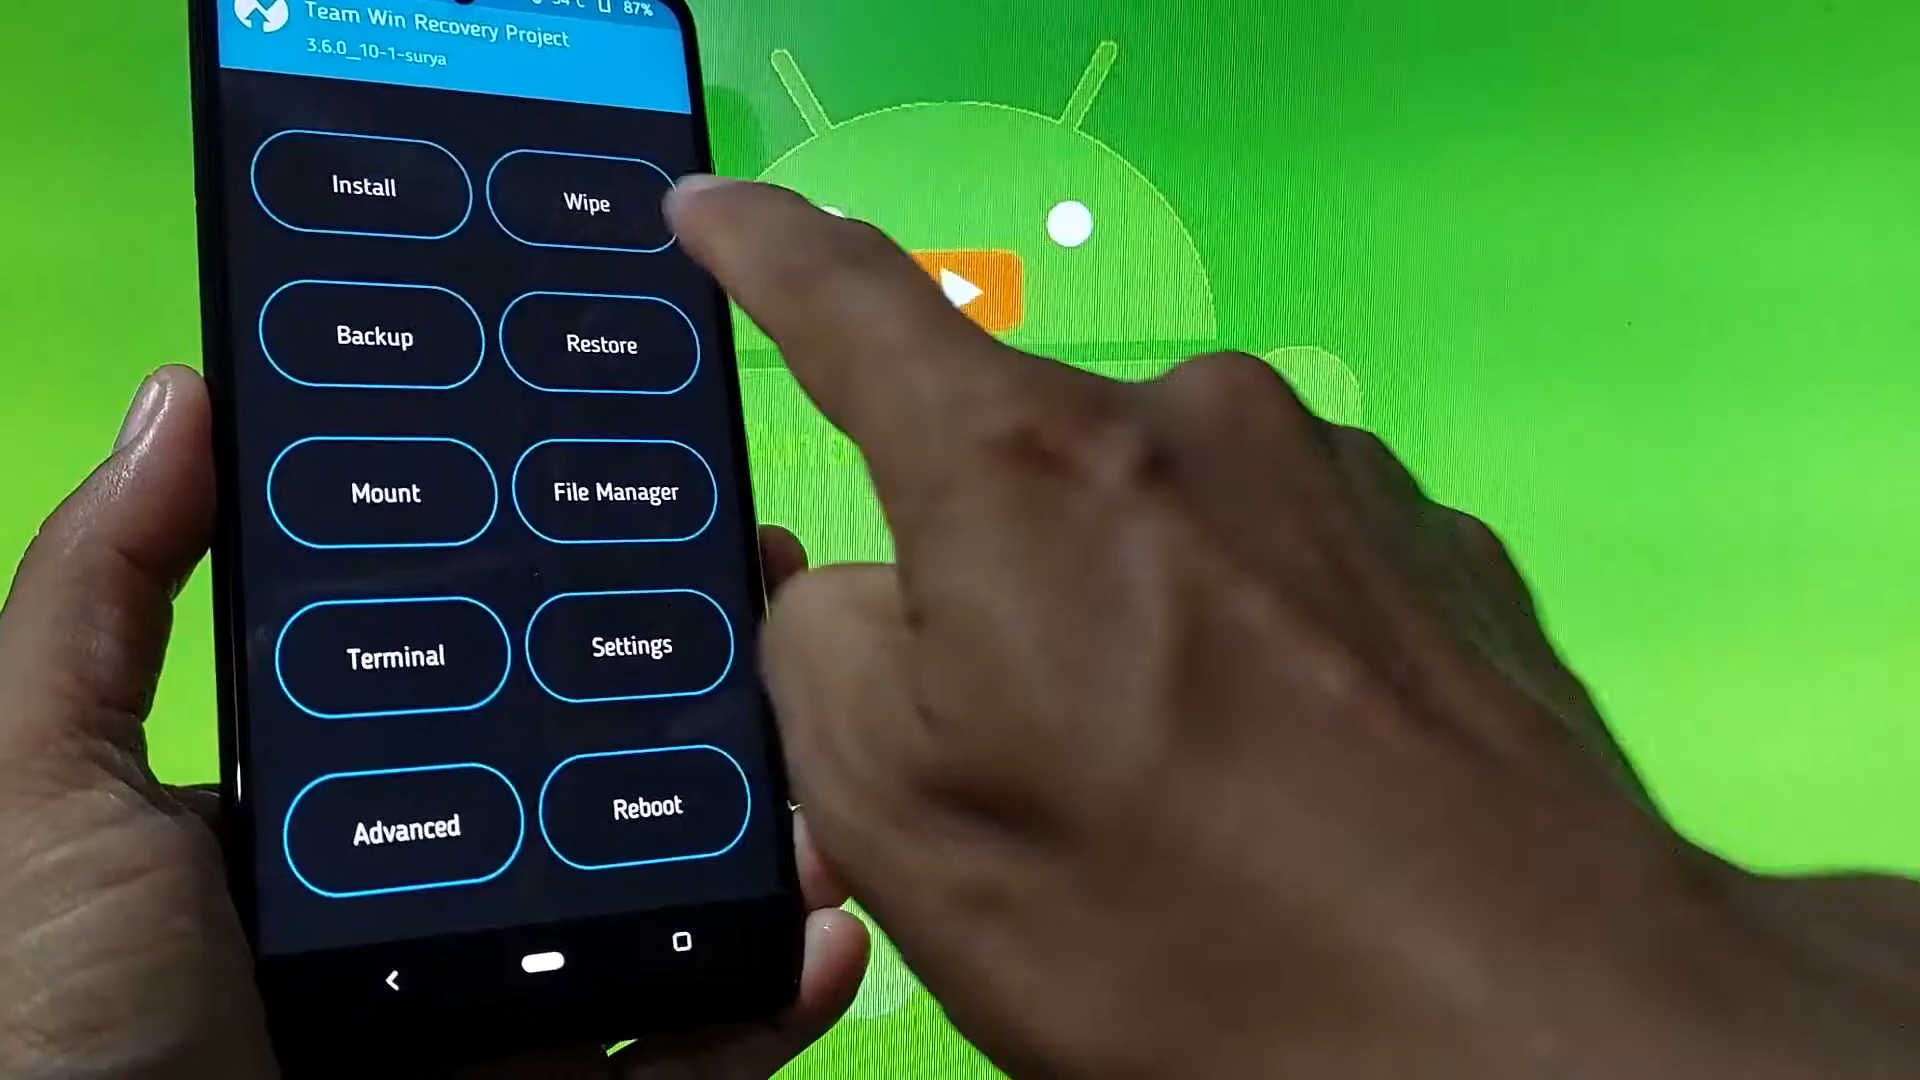 87%
Team Win Recovery Project
3.6.0_10-1-surya
Install
Wipe
Backup
Restore
Mount
File Manager
Terminal
Settings
Advanced
Reboot